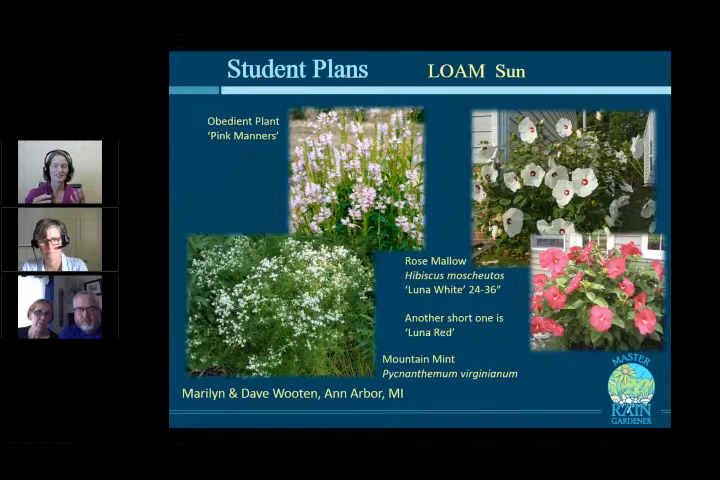 Student Plans LOAM Sun
Obedient Plant
'Pink Manners'
Rose Mallow
Hibiscus moscheutos
'Luna White' 24-36"
Another short one is
'Luna Red'
Mountain Mint
Pycnanthemum virginianum
Marilyn & Dave Wooten, Ann Arbor, MI
MASTER
RAIN
GARDENER